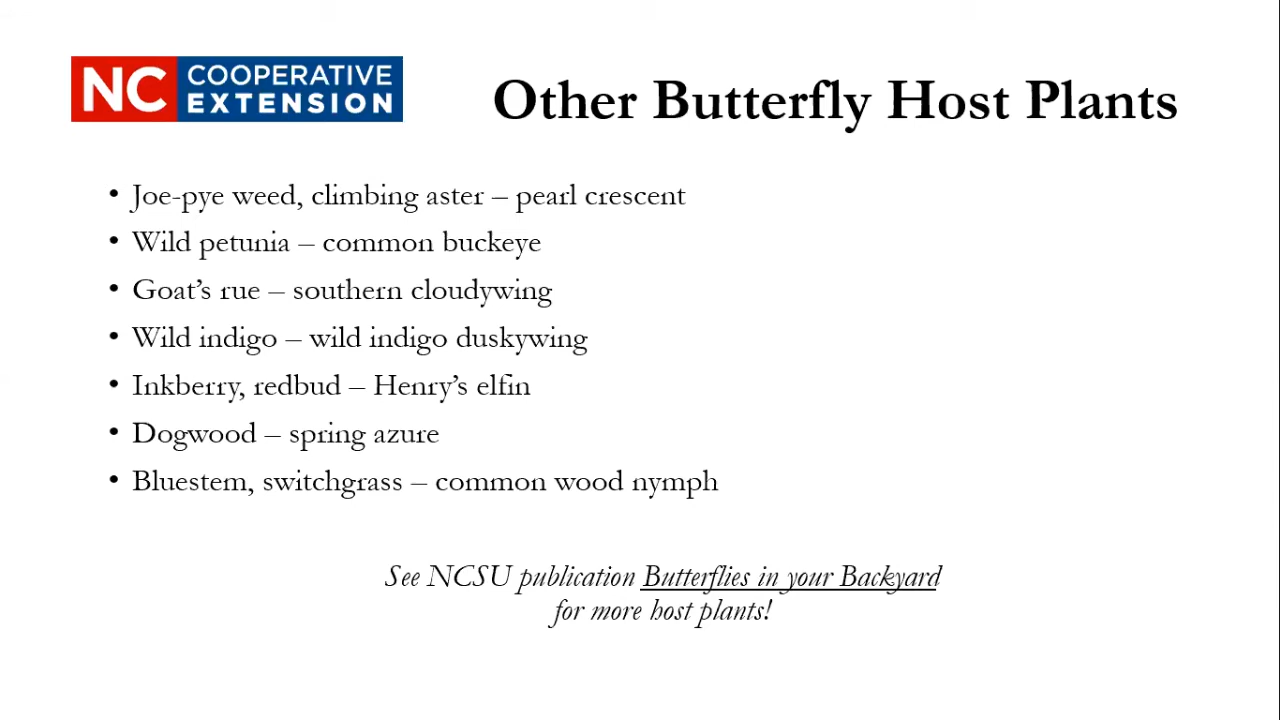 NC COOPERATIVE
EXTENSION
Other Butterfly Host Plants
• Joe-pye weed, climbing aster – pearl crescent
• Wild petunia – common buckeye
• Goat’s rue – southern cloudywing
• Wild indigo – wild indigo duskywing
• Inkberry, redbud – Henry’s elfin
• Dogwood – spring azure
• Bluestem, switchgrass – common wood nymph
See NCSU publication Butterflies in your Backyard
for more host plants!